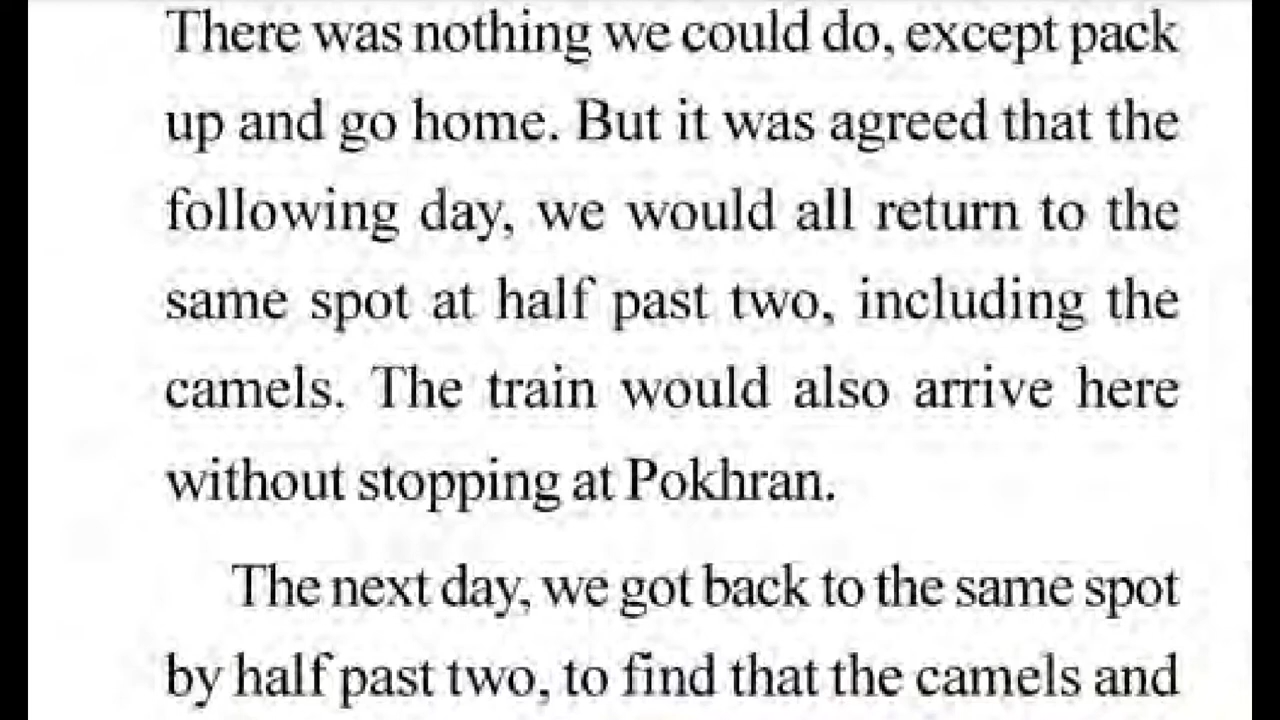 There was nothing we could do, except pack
up and go home. But it was agreed that the
following day, we would all return to the
same spot at half past two, including the
camels. The train would also arrive here
without stopping at Pokhran.
The next day, we got back to the same spot
by half past two, to find that the camels and